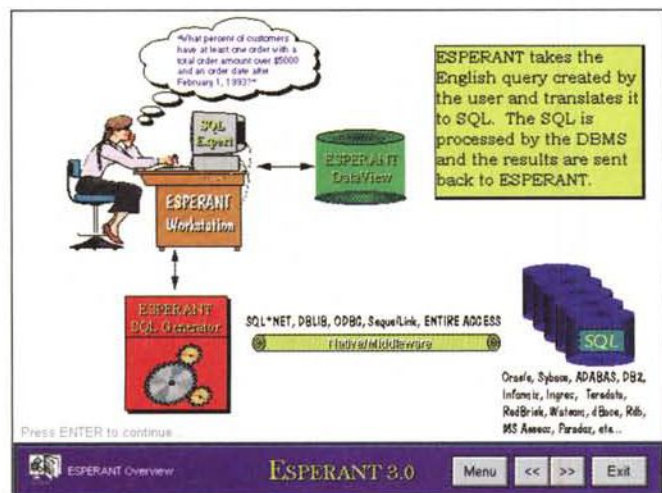 "What percent of customers
have at least one order with a
total order amount over $5000
and an order date after
February 1, 1993?"
ESPERANT takes the
English query created by
the user and translates it
to SQL. The SQL is
processed by the DBMS
and the results are sent
back to ESPERANT.
SQL
Expert
ESPERANT
DataView
ESPERANT
Workstation
ESPERANT
SQL Generator
SQL*NET, DBLIB, ODBC, SequeLink, ENTIRE ACCESS
Native/Middleware
SQL
Oracle, Sybase, ADABAS, DB2,
Informix, Ingres, Teradata,
RedBrick, Watcom, dBase, Rdb,
MS Access, Paradox, etc...
Press ENTER to continue...
ESPERANT Overview
ESPERANT 3.0
Menu
<<
>>
Exit